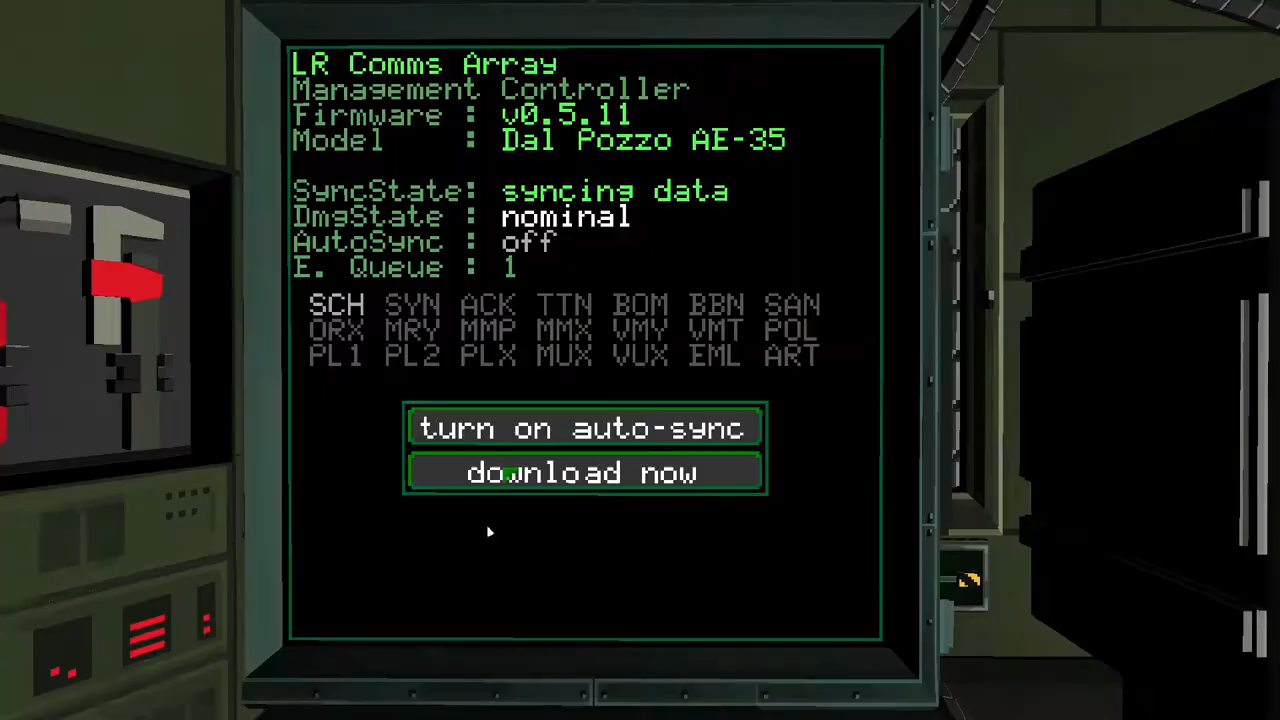 LR Comms Array
Management Controller
Firmware : v0.5.11
Model : Dal Pozzo AE-35
SyncState: syncing data
DmgState : nominal
AutoSync : off
E. Queue : 1
SCH SYN ACK TTN BOM BBN SAN
ORX MRY MMP MMX VMY VMT POL
PL1 PL2 PLX MUX VUX EML ART
turn on auto-sync
download now